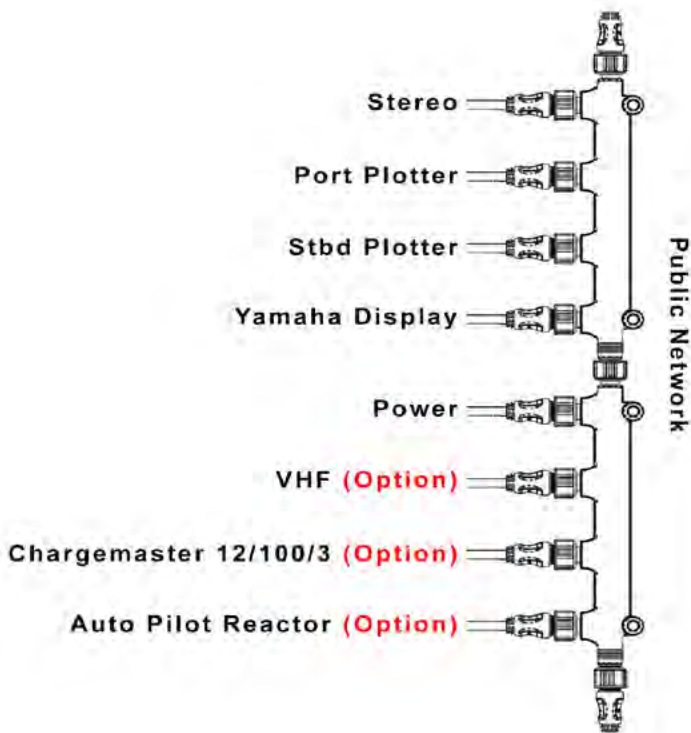 Stereo
Port Plotter
Stbd Plotter
Yamaha Display
Power
VHF (Option)
Chargemaster 12/100/3 (Option)
Auto Pilot Reactor (Option)
Public Network